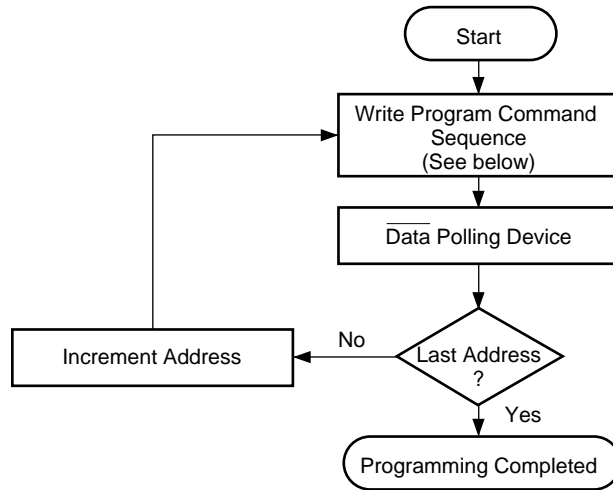 Start
Write Program Command
Sequence
(See below)
Data Polling Device
No
Increment Address
Last Address
?
Yes
Programming Completed